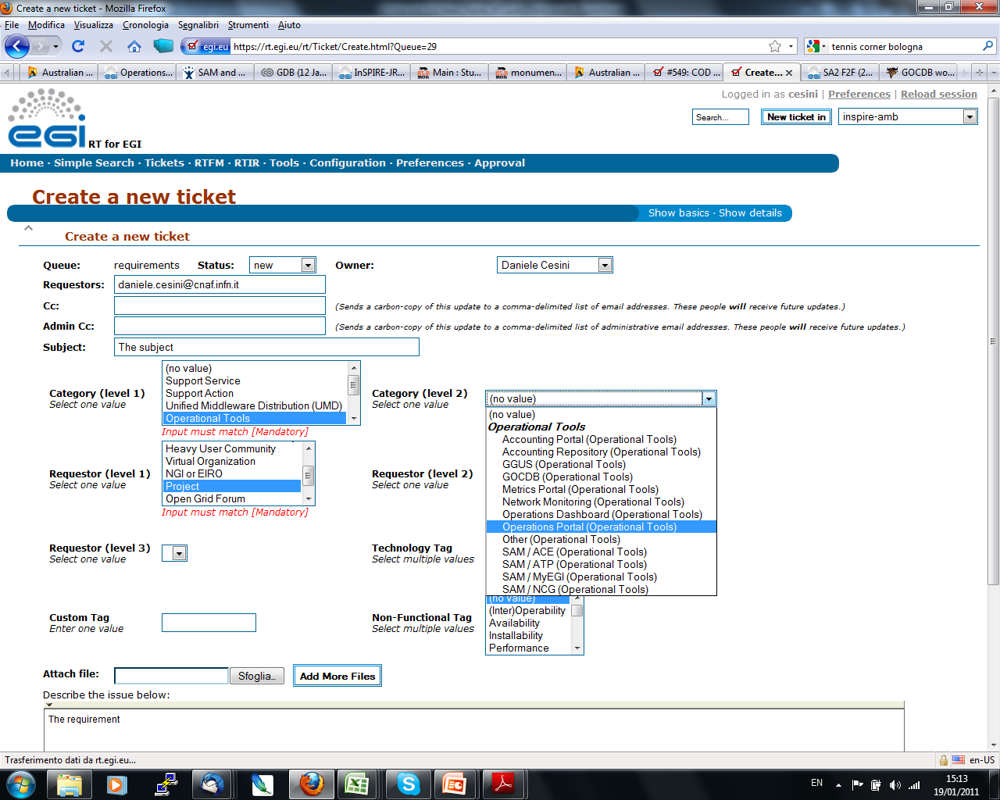 Create a new ticket - Mozilla Firefox
File Modifica Visualizza Cronologia Segnalibri Strumenti Aiuto
egi.eu https://rt.egi.eu/rt/Ticket/Create.html?Queue=29 tennis corner bologna
Australian ... Operations... SAM and ... GDB (12 Ja... InSPIRE-JR... Main : Stu... monumen... Australian ... #549: COD ... Create... SA2 F2F (2... GOCDB wo...
Logged in as cesini | Preferences | Reload session
Search... New ticket in inspire-amb
egi RT for EGI
Home · Simple Search · Tickets · RTFM · RTIR · Tools · Configuration · Preferences · Approval
Create a new ticket
Show basics · Show details
Create a new ticket
Queue: requirements Status: new Owner: Daniele Cesini
Requestors: daniele.cesini@cnaf.infn.it
Cc: (Sends a carbon-copy of this update to a comma-delimited list of email addresses. These people will receive future updates.)
Admin Cc: (Sends a carbon-copy of this update to a comma-delimited list of administrative email addresses. These people will receive future updates.)
Subject: The subject
Category (level 1)
Select one value
(no value)
Support Service
Support Action
Unified Middleware Distribution (UMD)
Operational Tools
Input must match [Mandatory]
Category (level 2)
Select one value
(no value)
(no value)
Operational Tools
Accounting Portal (Operational Tools)
Accounting Repository (Operational Tools)
GGUS (Operational Tools)
GOCDB (Operational Tools)
Metrics Portal (Operational Tools)
Network Monitoring (Operational Tools)
Operations Dashboard (Operational Tools)
Operations Portal (Operational Tools)
Other (Operational Tools)
SAM / ACE (Operational Tools)
SAM / ATP (Operational Tools)
SAM / MyEGI (Operational Tools)
SAM / NCG (Operational Tools)
Requestor (level 1)
Select one value
Heavy User Community
Virtual Organization
NGI or EIRO
Project
Open Grid Forum
Input must match [Mandatory]
Requestor (level 2)
Select one value
Requestor (level 3)
Select one value
Technology Tag
Select multiple values
Custom Tag
Enter one value
Non-Functional Tag
Select multiple values
(no value)
(Inter)Operability
Availability
Installability
Performance
Attach file: Sfoglia... Add More Files
Describe the issue below:
The requirement
Trasferimento dati da rt.egi.eu... en-US
EN 15:13
19/01/2011